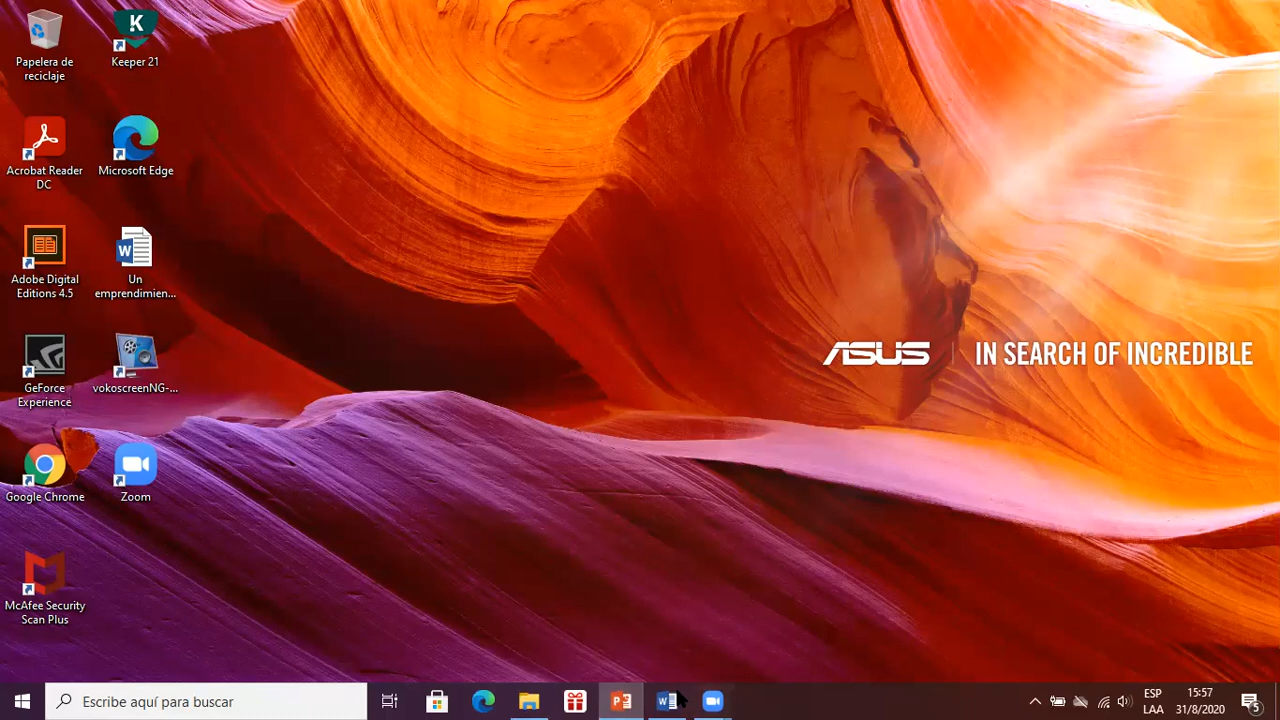 Papelera de
reciclaje
K
Keeper 21
Acrobat Reader
DC
Microsoft Edge
Adobe Digital
Editions 4.5
W
Un
emprendimien...
GeForce
Experience
vokoscreenNG-...
Google Chrome
Zoom
McAfee Security
Scan Plus
ASUS
IN SEARCH OF INCREDIBLE
Escribe aquí para buscar
P
W
ESP
LAA
15:57
31/8/2020
5